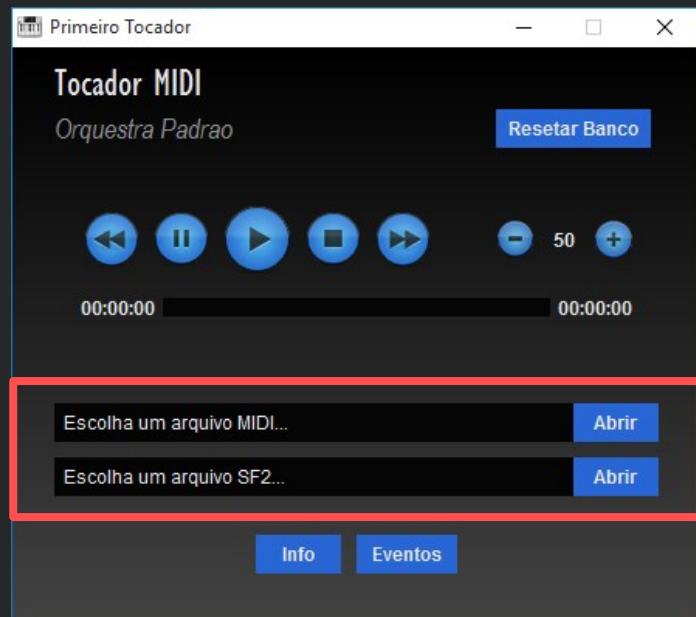 Primeiro Tocador
Tocador MIDI
Orquestra Padrao
Resetar Banco
50
00:00:00
00:00:00
Escolha um arquivo MIDI...
Abrir
Escolha um arquivo SF2...
Abrir
Info
Eventos